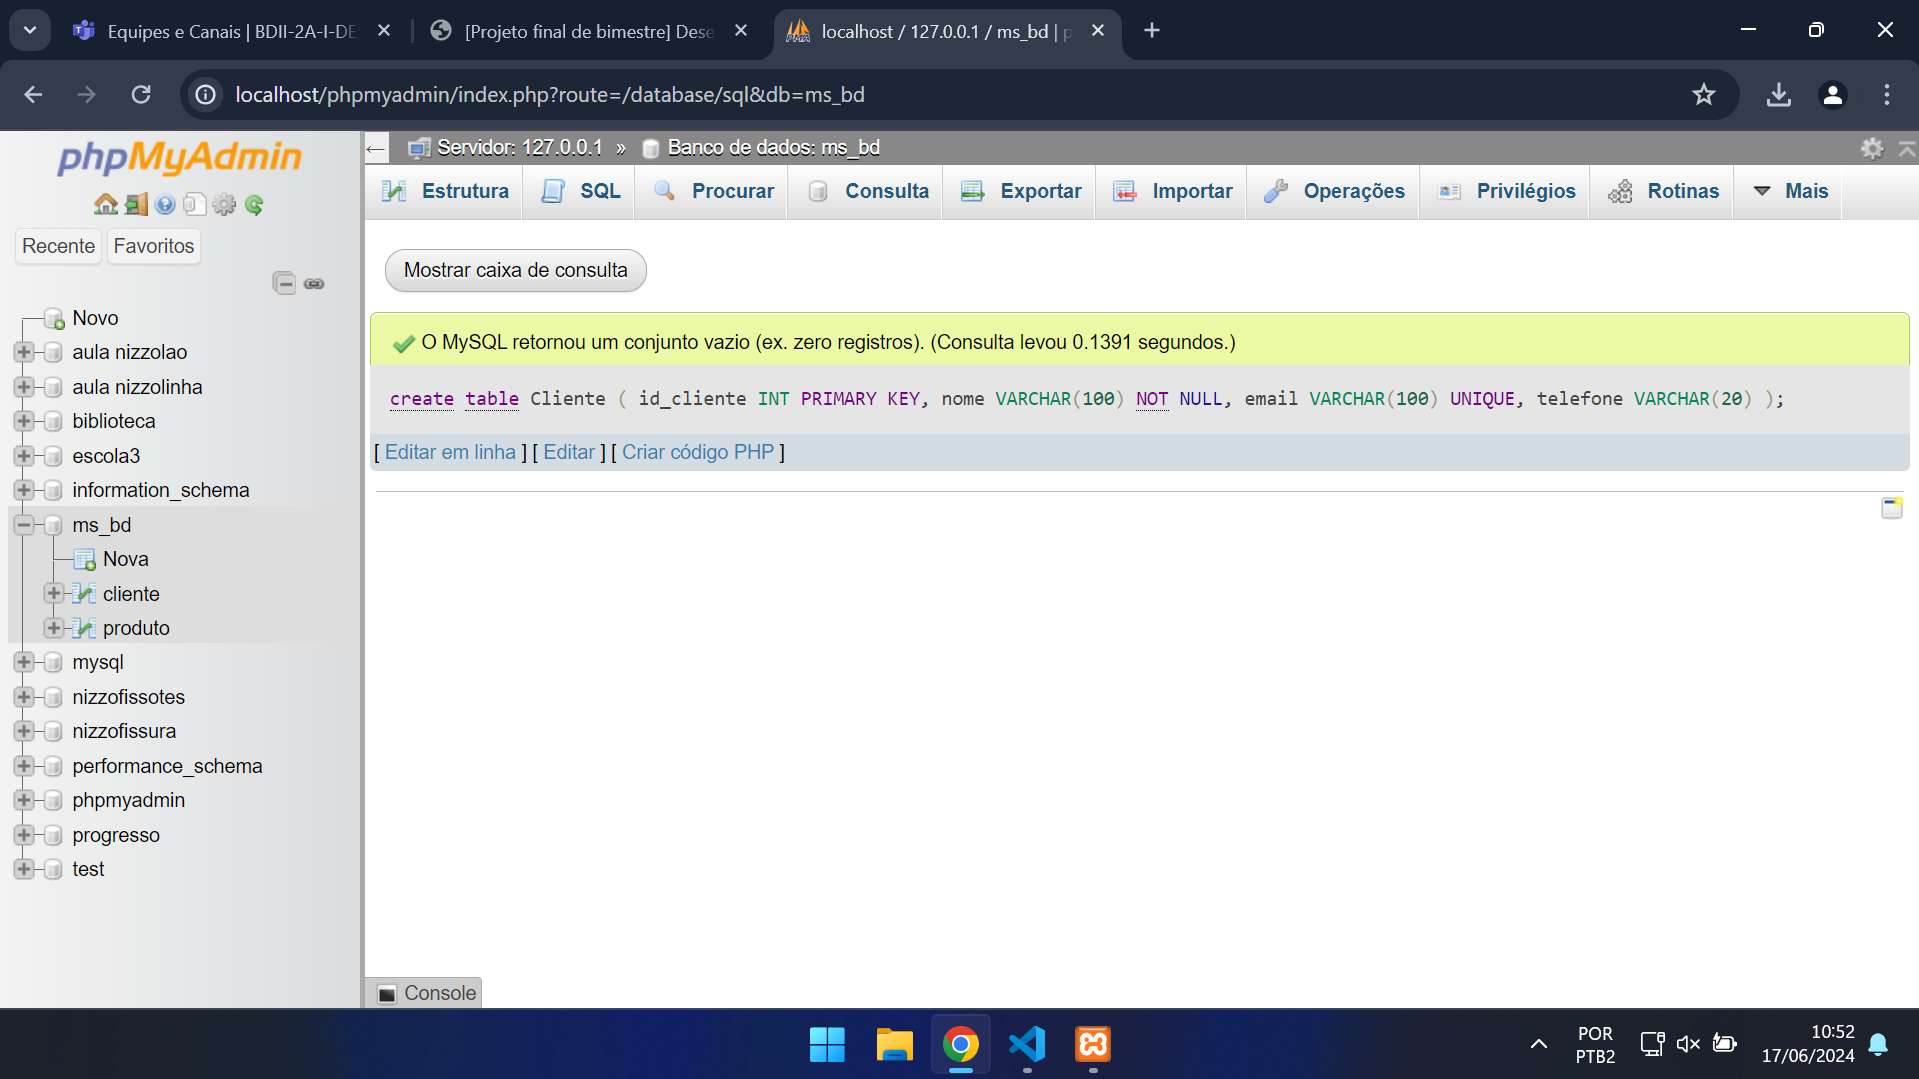 Equipes e Canais | BDII-2A-I-DE
[Projeto final de bimestre] Dese
localhost / 127.0.0.1 / ms_bd | p
localhost/phpmyadmin/index.php?route=/database/sql&db=ms_bd
phpMyAdmin
Recente
Favoritos
Novo
aula nizzolao
aula nizzolinha
biblioteca
escola3
information_schema
ms_bd
Nova
cliente
produto
mysql
nizzofissotes
nizzofissura
performance_schema
phpmyadmin
progresso
test
Servidor: 127.0.0.1 » Banco de dados: ms_bd
Estrutura
SQL
Procurar
Consulta
Exportar
Importar
Operações
Privilégios
Rotinas
Mais
Mostrar caixa de consulta
O MySQL retornou um conjunto vazio (ex. zero registros). (Consulta levou 0.1391 segundos.)
create table Cliente ( id_cliente INT PRIMARY KEY, nome VARCHAR(100) NOT NULL, email VARCHAR(100) UNIQUE, telefone VARCHAR(20) );
[ Editar em linha ] [ Editar ] [ Criar código PHP ]
Console
POR
PTB2
10:52
17/06/2024